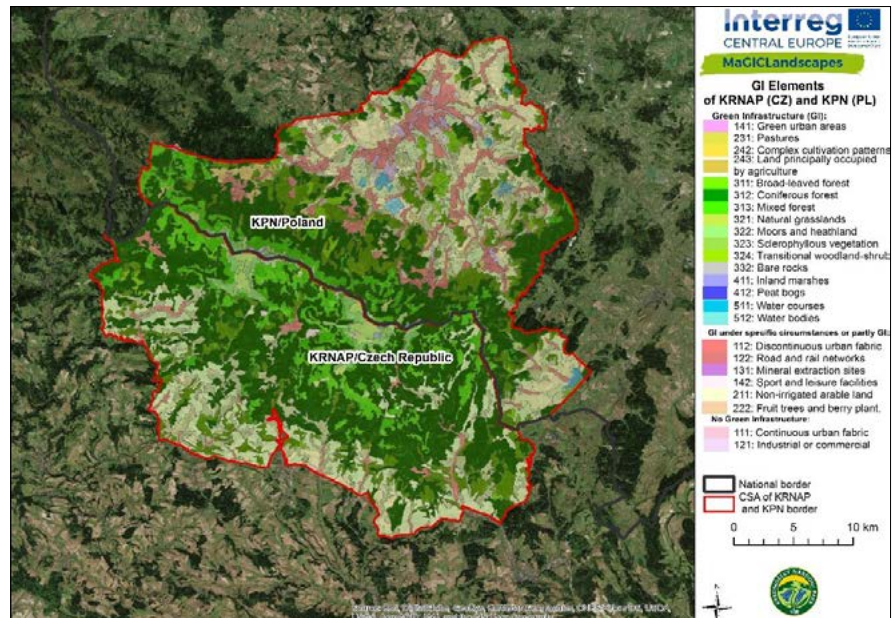 Interreg
CENTRAL EUROPE
MaGICLandscapes
GI Elements
of KRNAP (CZ) and KPN (PL)
Green Infrastructure (GI):
141: Green urban areas
231: Pastures
242: Complex cultivation patterns
243: Land principally occupied
by agriculture
311: Broad-leaved forest
312: Coniferous forest
313: Mixed forest
321: Natural grasslands
322: Moors and heathland
323: Sclerophyllous vegetation
324: Transitional woodland-shrub
332: Bare rocks
411: Inland marshes
412: Peat bogs
511: Water courses
512: Water bodies
GI under specific circumstances or partly GI:
112: Discontinuous urban fabric
122: Road and rail networks
131: Mineral extraction sites
142: Sport and leisure facilities
211: Non-irrigated arable land
222: Fruit trees and berry plant.
No Green Infrastructure:
111: Continuous urban fabric
121: Industrial or commercial
National border
CSA of KRNAP
and KPN border
0 5 10 km
KPN/Poland
KRNAP/Czech Republic